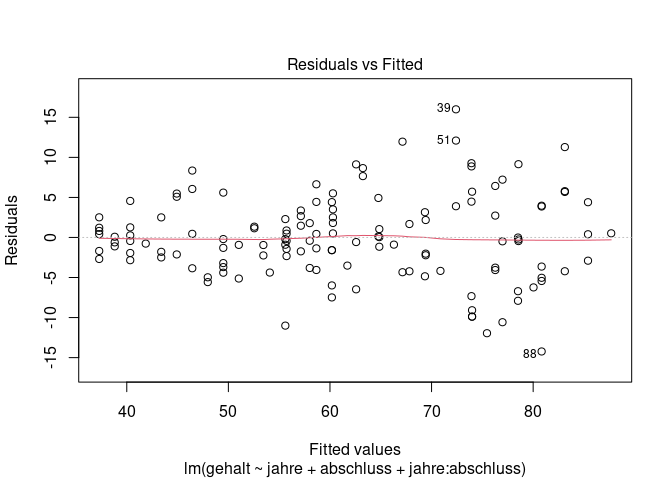 Residuals vs Fitted
Residuals
15
10
5
0
-5
-10
-15
39
51
88
40 50 60 70 80
Fitted values
lm(gehalt ~ jahre + abschluss + jahre:abschluss)